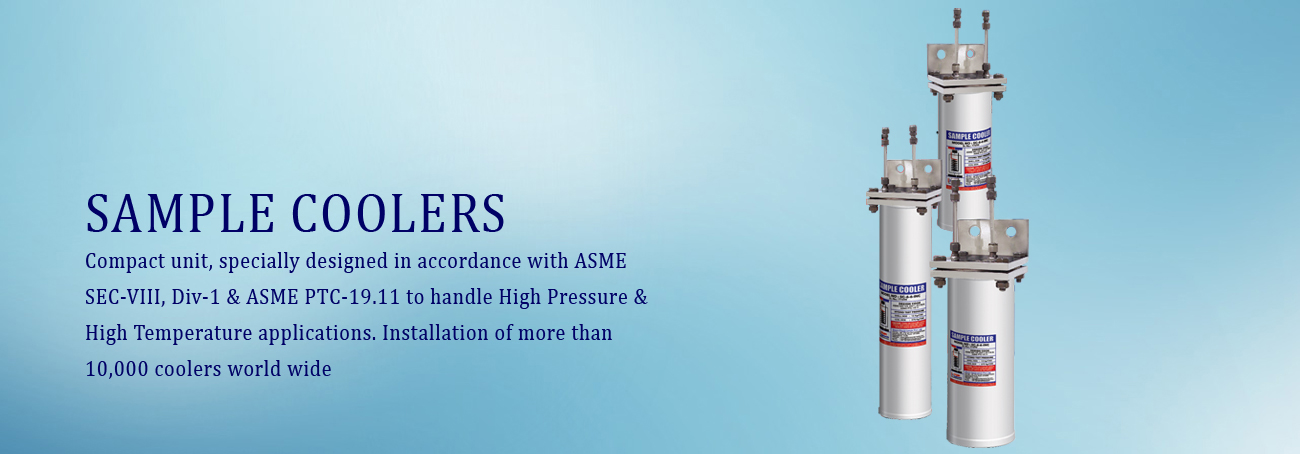 SAMPLE COOLERS
Compact unit, specially designed in accordance with ASME
SEC-VIII, Div-1 & ASME PTC-19.11 to handle High Pressure &
High Temperature applications. Installation of more than
10,000 coolers world wide
SAMPLE COOLER
SAMPLE COOLER
SAMPLE COOLER